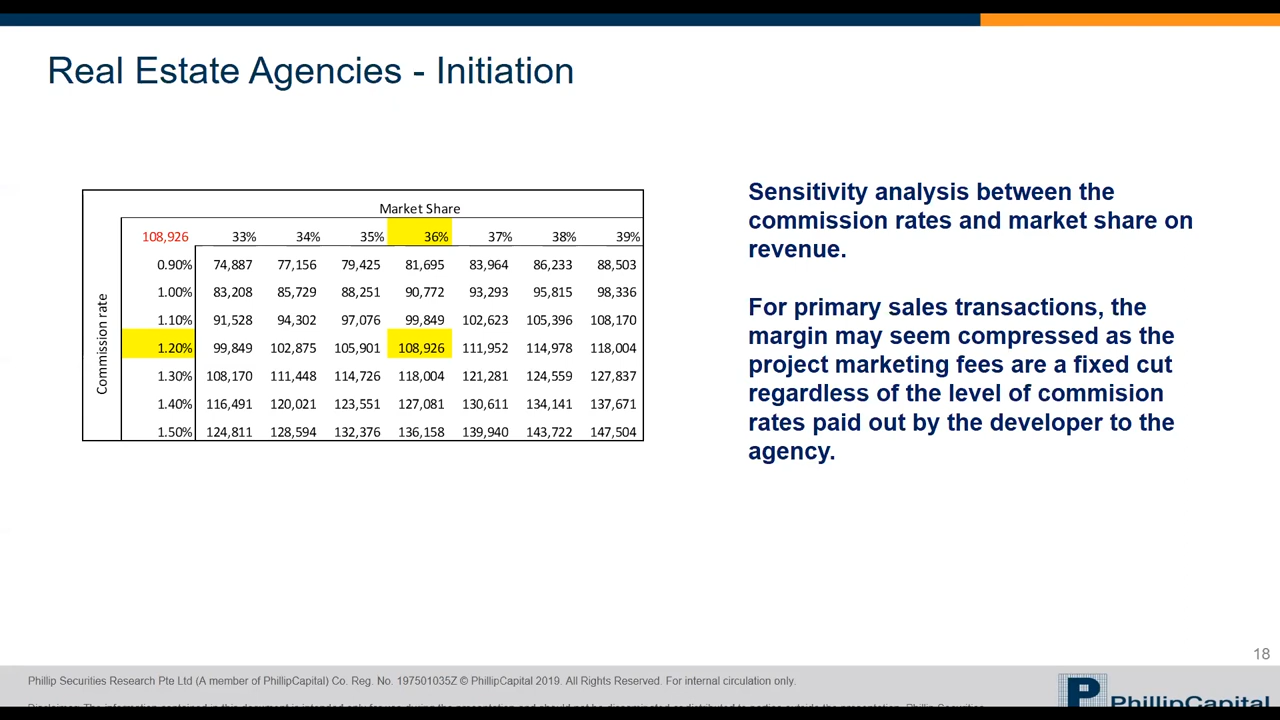 Real Estate Agencies - Initiation
Market Share
108,926 33% 34% 35% 36% 37% 38% 39%
Commission rate
0.90% 74,887 77,156 79,425 81,695 83,964 86,233 88,503
1.00% 83,208 85,729 88,251 90,772 93,293 95,815 98,336
1.10% 91,528 94,302 97,076 99,849 102,623 105,396 108,170
1.20% 99,849 102,875 105,901 108,926 111,952 114,978 118,004
1.30% 108,170 111,448 114,726 118,004 121,281 124,559 127,837
1.40% 116,491 120,021 123,551 127,081 130,611 134,141 137,671
1.50% 124,811 128,594 132,376 136,158 139,940 143,722 147,504
Sensitivity analysis between the
commission rates and market share on
revenue.
For primary sales transactions, the
margin may seem compressed as the
project marketing fees are a fixed cut
regardless of the level of commision
rates paid out by the developer to the
agency.
18
Phillip Securities Research Pte Ltd (A member of PhillipCapital) Co. Reg. No. 197501035Z © PhillipCapital 2019. All Rights Reserved. For internal circulation only.
PhillipCapital